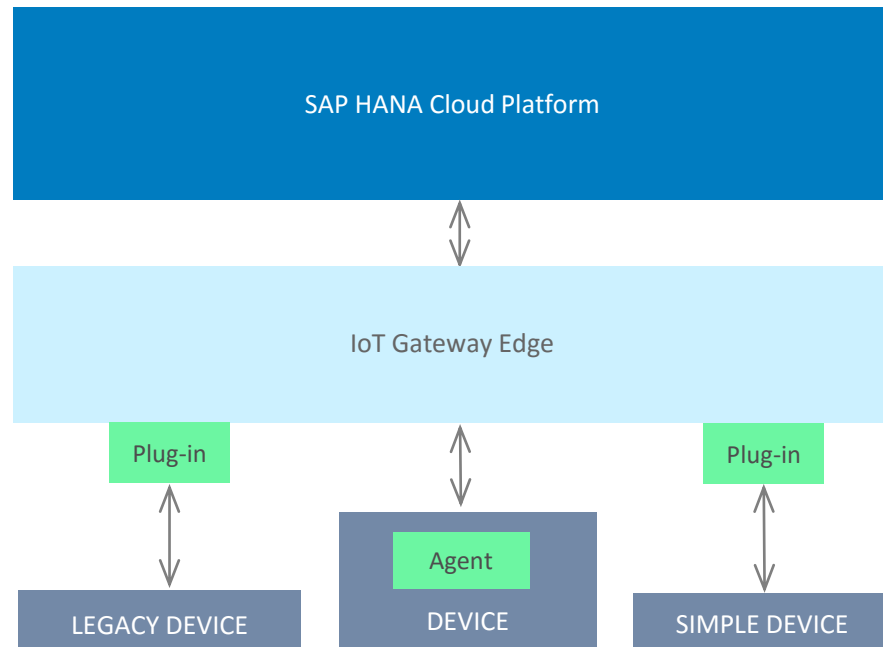 SAP HANA Cloud Platform
IoT Gateway Edge
Plug-in
Plug-in
Agent
LEGACY DEVICE
DEVICE
SIMPLE DEVICE